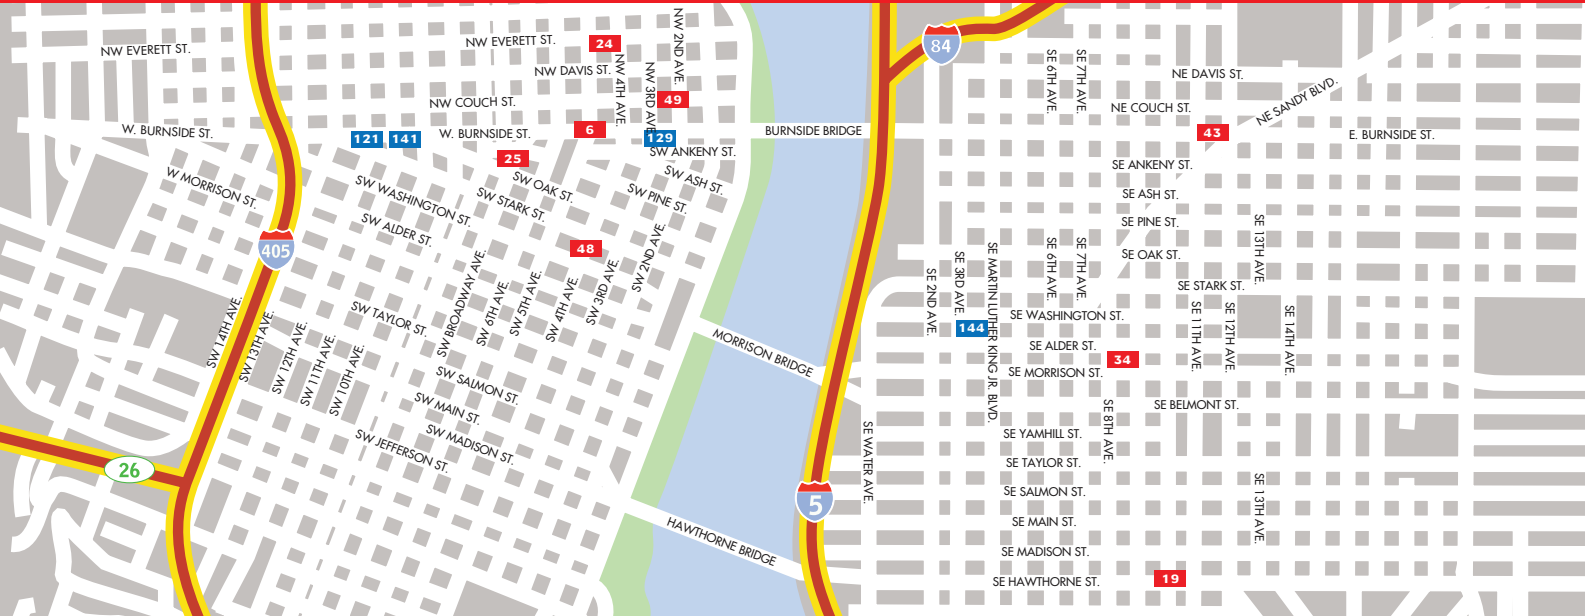 NW EVERETT ST.
NW EVERETT ST.
24
NW 2ND AVE.
84
NW DAVIS ST.
NW 4TH AVE.
NW 3RD AVE.
49
SE 6TH AVE.
SE 7TH AVE.
NE DAVIS ST.
NE SANDY BLVD.
NW COUCH ST.
NE COUCH ST.
W. BURNSIDE ST.
121
141
W. BURNSIDE ST.
6
129
BURNSIDE BRIDGE
43
E. BURNSIDE ST.
25
SW ANKENY ST.
SE ANKENY ST.
W MORRISON ST.
SW WASHINGTON ST.
SW OAK ST.
SW STARK ST.
SW PINE ST.
SW ASH ST.
SE ASH ST.
SW ALDER ST.
SE PINE ST.
405
48
SW 2ND AVE.
SE OAK ST.
SE 13TH AVE.
SE 6TH AVE.
SE 7TH AVE.
SE 2ND AVE.
SE 3RD AVE.
SE MARTIN LUTHER KING JR. BLVD.
SE STARK ST.
SW 14TH AVE.
SW 13TH AVE.
SW 12TH AVE.
SW 11TH AVE.
SW 10TH AVE.
SW TAYLOR ST.
SW BROADWAY AVE.
SW 6TH AVE.
SW 5TH AVE.
SW 4TH AVE.
SW 3RD AVE.
MORRISON BRIDGE
144
SE WASHINGTON ST.
SE 11TH AVE.
SE 12TH AVE.
SE 14TH AVE.
SE ALDER ST.
34
SE MORRISON ST.
SW SALMON ST.
SW MAIN ST.
SW MADISON ST.
SW JEFFERSON ST.
SE BELMONT ST.
SE 8TH AVE.
SE WATER AVE.
SE YAMHILL ST.
SE TAYLOR ST.
26
5
SE SALMON ST.
SE 13TH AVE.
SE MAIN ST.
HAWTHORNE BRIDGE
SE MADISON ST.
SE HAWTHORNE ST.
19